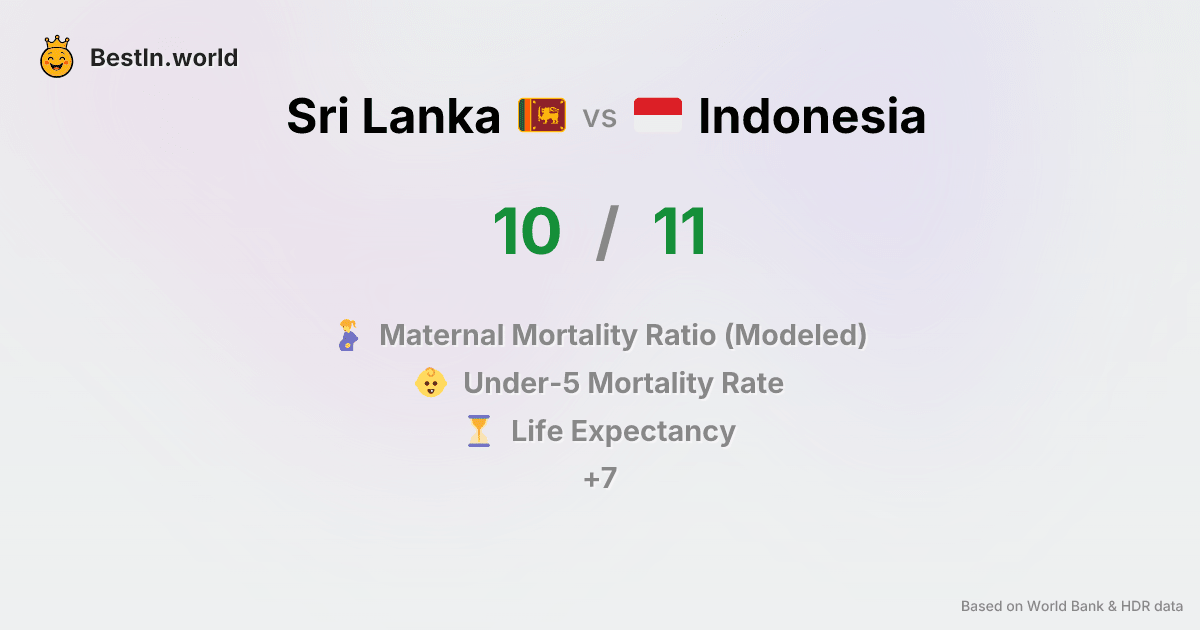 BestIn.world
Sri Lanka vs Indonesia
10 / 11
Maternal Mortality Ratio (Modeled)
Under-5 Mortality Rate
Life Expectancy
+7
Based on World Bank & HDR data